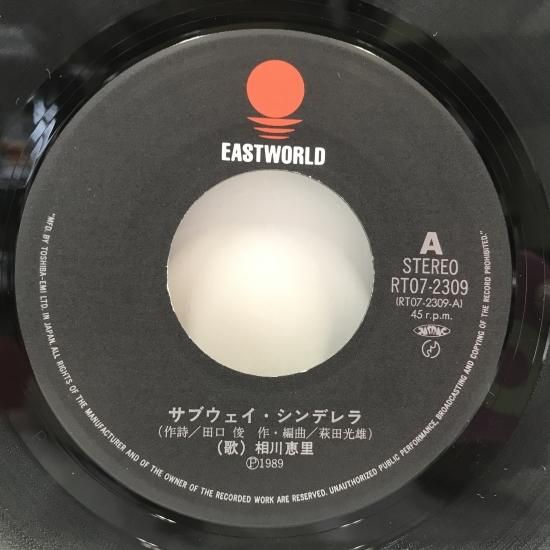 EASTWORLD
A
STEREO
RT07-2309
(RT07-2309-A)
45 r.p.m.
JASRAC
サブウェイ・シンデレラ
(作詩/田口 俊 作・編曲/萩田光雄)
(歌) 相川恵里
Ⓟ1989
"MFD. BY TOSHIBA-EMI LTD. IN JAPAN. ALL RIGHTS OF THE MANUFACTURER AND OF THE OWNER OF THE RECORDED WORK ARE RESERVED. UNAUTHORIZED PUBLIC PERFORMANCE, BROADCASTING AND COPYING OF THE RECORD PROHIBITED."